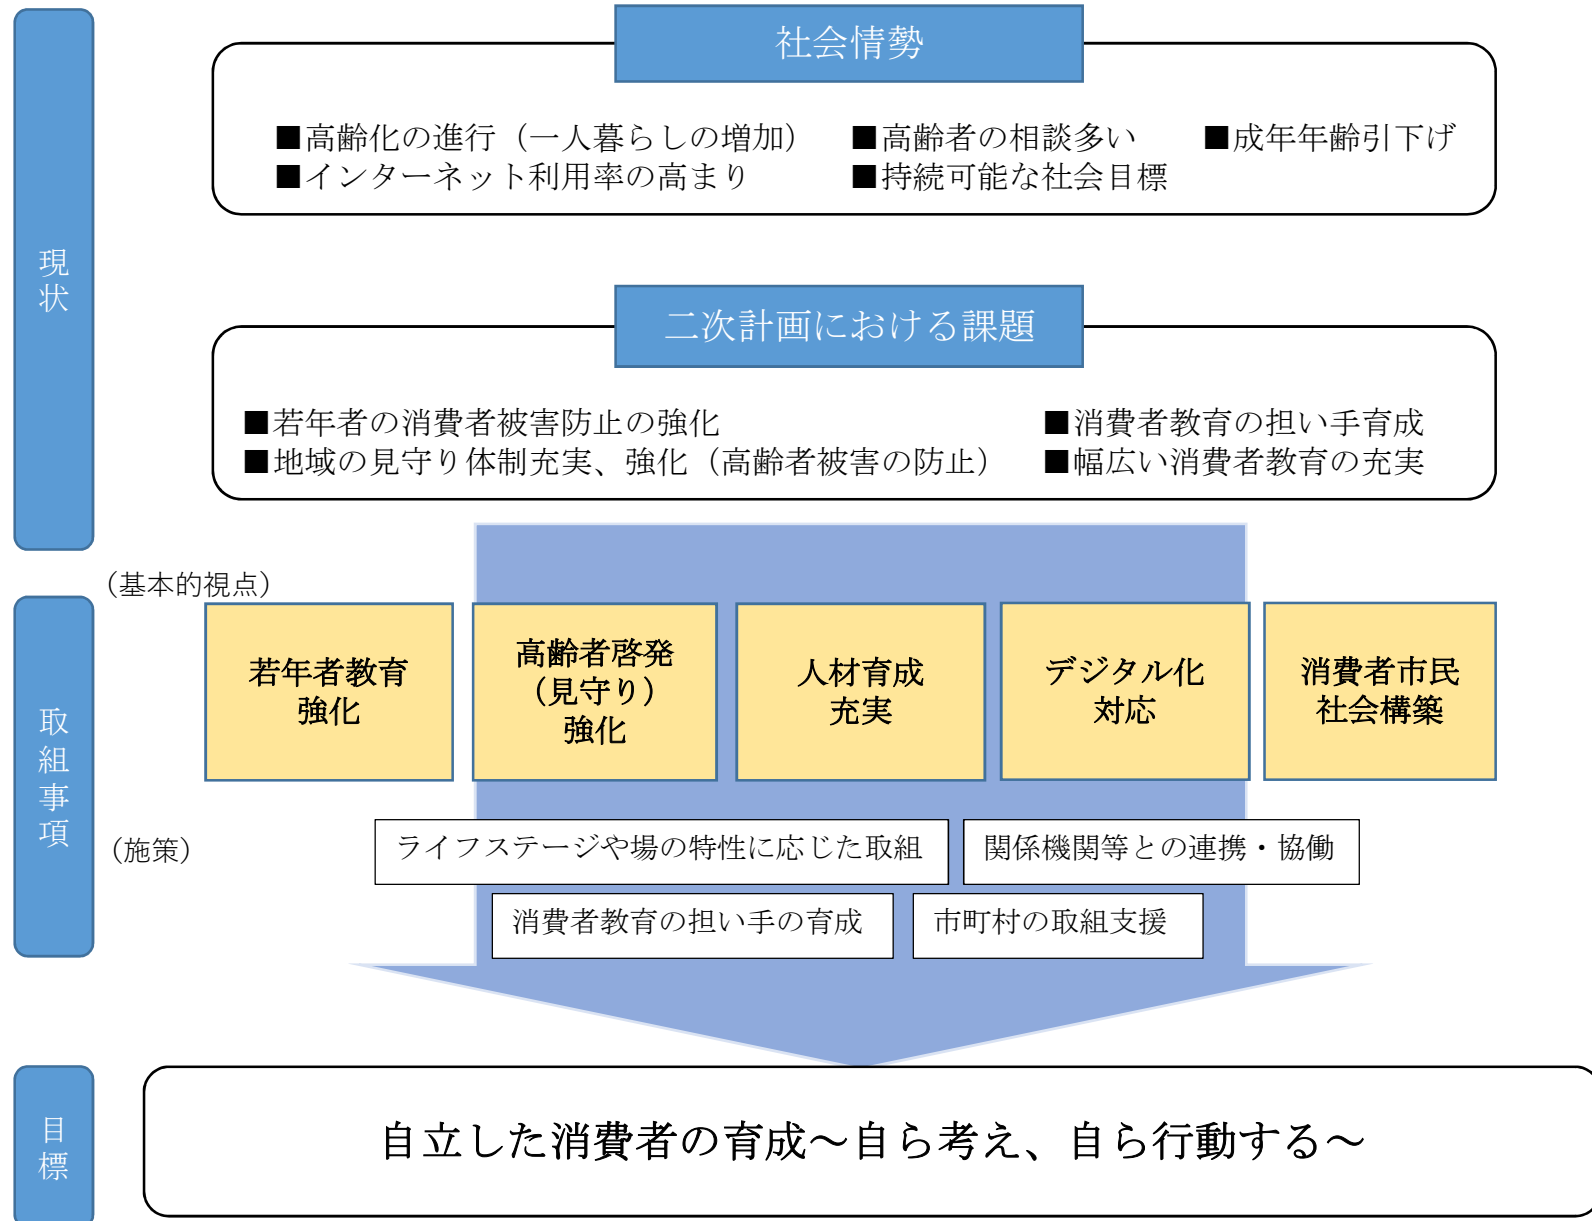 現状
社会情勢
■高齢化の進行（一人暮らしの増加） ■高齢者の相談多い ■成年年齢引下げ
■インターネット利用率の高まり ■持続可能な社会目標
二次計画における課題
■若年者の消費者被害防止の強化 ■消費者教育の担い手育成
■地域の見守り体制充実、強化（高齢者被害の防止） ■幅広い消費者教育の充実
取組事項
（基本的視点）
若年者教育
強化
高齢者啓発
（見守り）
強化
人材育成
充実
デジタル化
対応
消費者市民
社会構築
（施策）
ライフステージや場の特性に応じた取組
関係機関等との連携・協働
消費者教育の担い手の育成
市町村の取組支援
目標
自立した消費者の育成～自ら考え、自ら行動する～